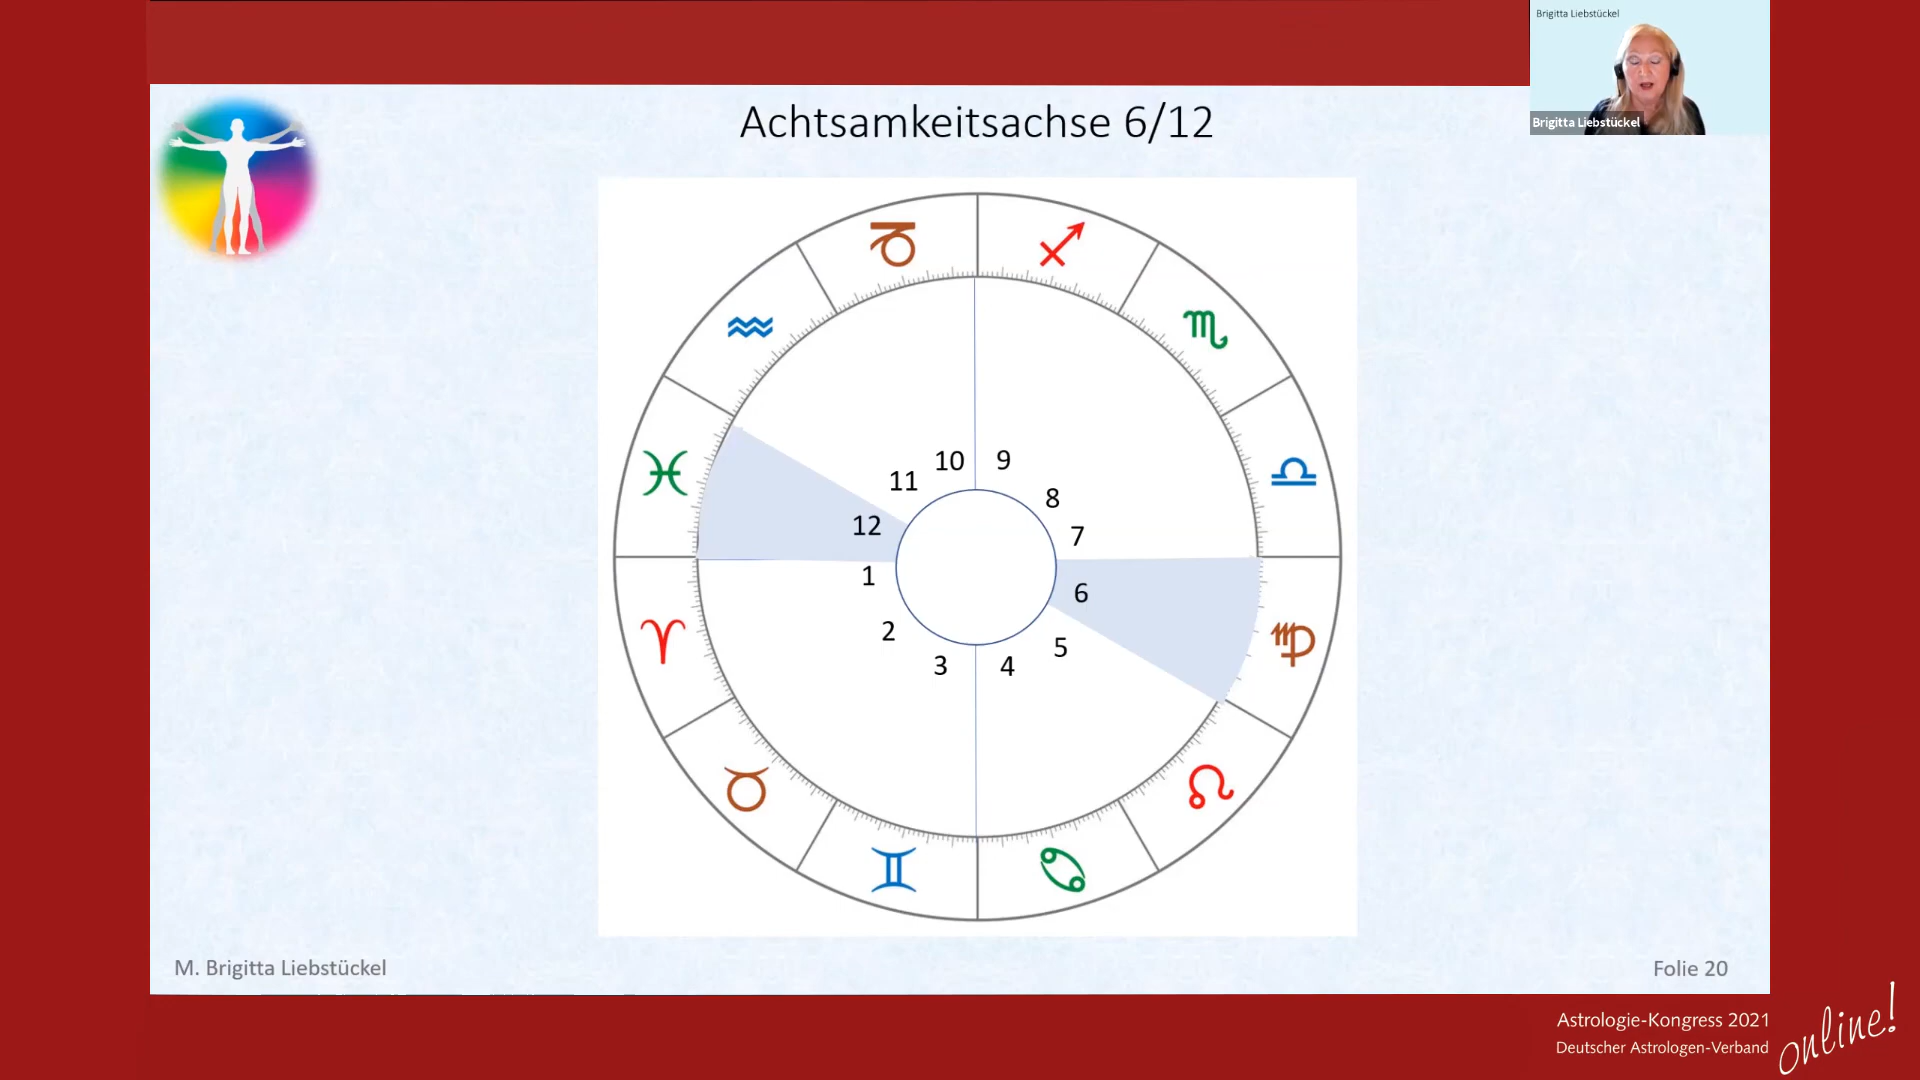 Brigitta Liebstückel
Brigitta Liebstückel
Achtsamkeitsachse 6/12
10
9
11
8
12
7
1
6
2
5
3
4
M. Brigitta Liebstückel
Folie 20
Astrologie-Kongress 2021
Deutscher Astrologen-Verband
online!